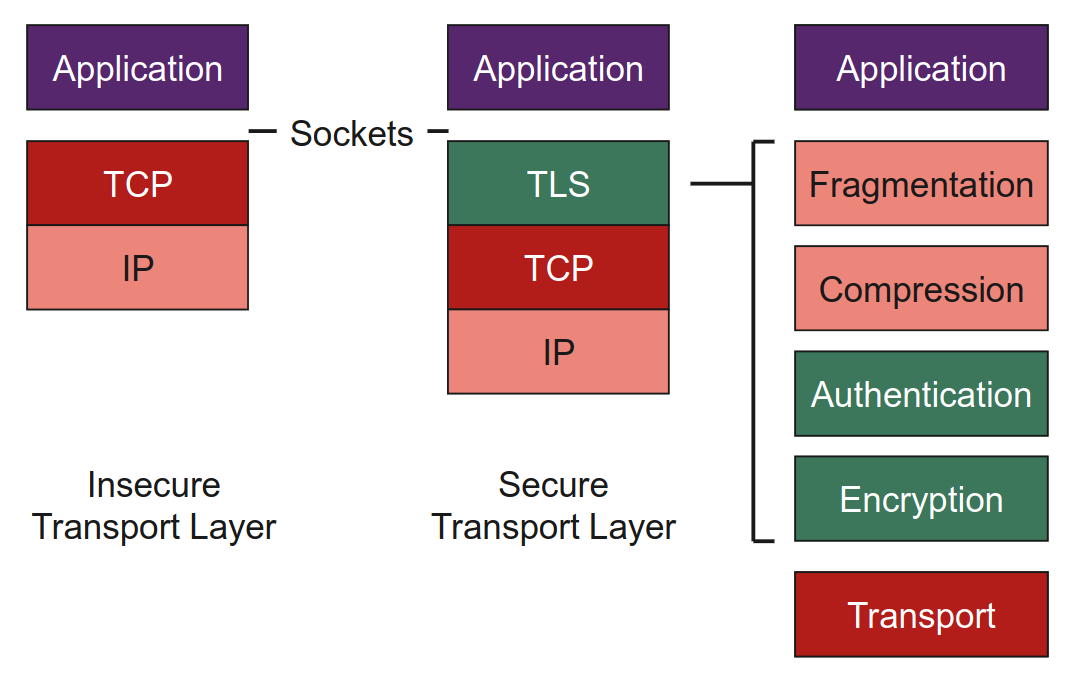 Application
Application
Application
Sockets
TCP
IP
TLS
TCP
IP
Fragmentation
Compression
Authentication
Encryption
Transport
Insecure
Transport Layer
Secure
Transport Layer